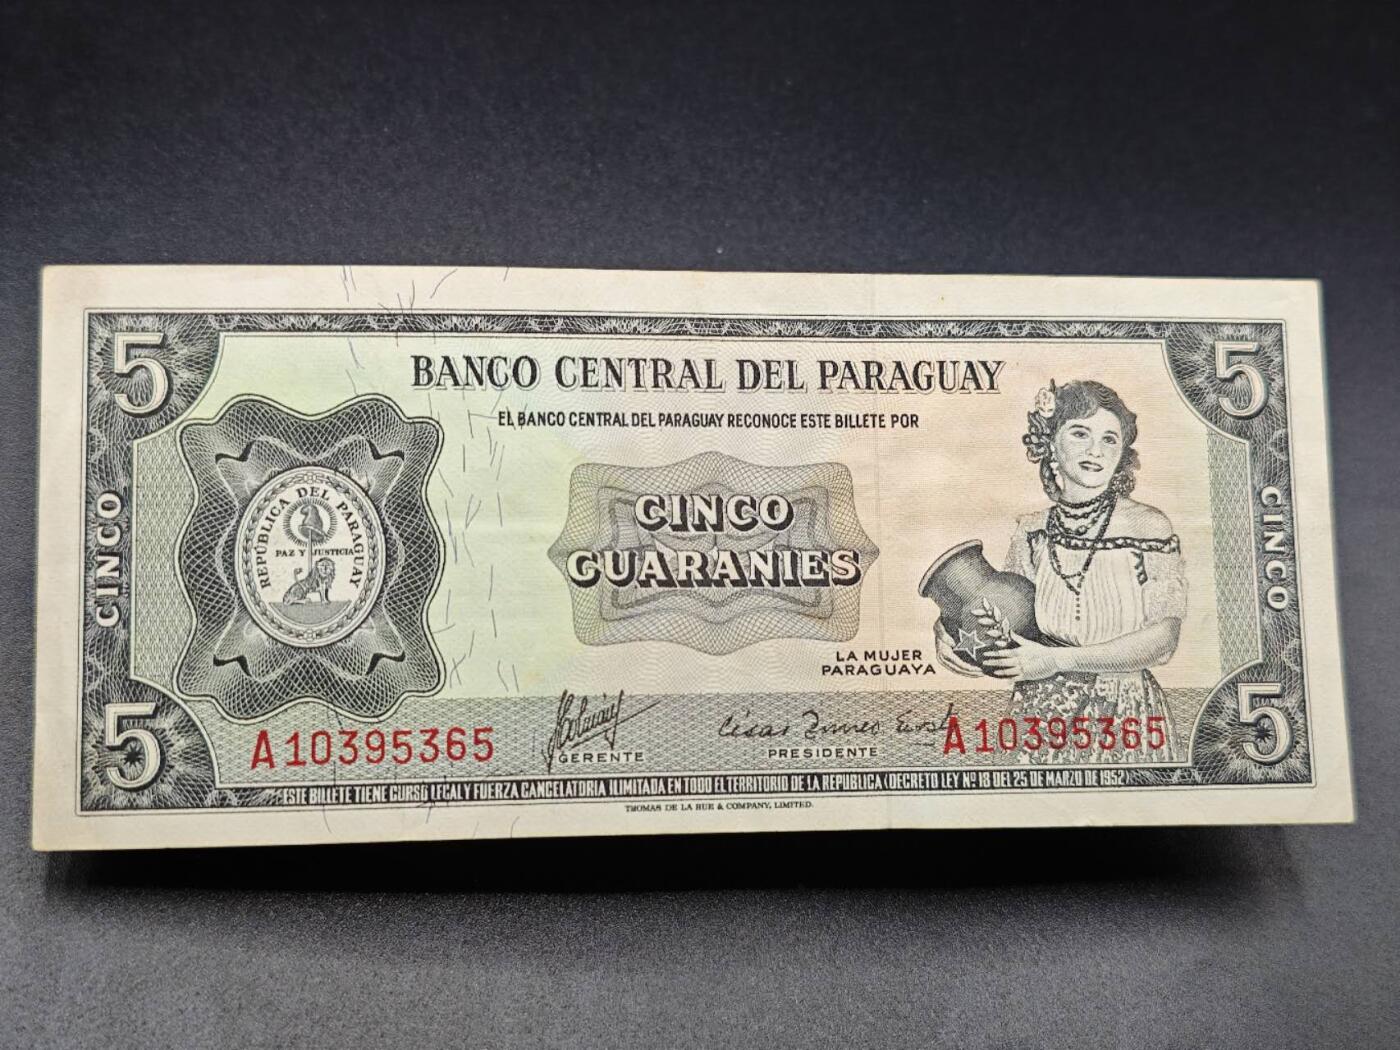 5
5
BANCO CENTRAL DEL PARAGUAY
EL BANCO CENTRAL DEL PARAGUAY RECONOCE ESTE BILLETE POR
CINCO
REPÚBLICA DEL PARAGUAY
PAZ Y JUSTICIA
CINCO
GUARANIES
CINCO
LA MUJER
PARAGUAYA
5
A10395365
GERENTE
PRESIDENTE
A10395365
5
ESTE BILLETE TIENE CURSO LEGAL Y FUERZA CANCELATORIA ILIMITADA EN TODO EL TERRITORIO DE LA REPUBLICA (DECRETO LEY Nº 18 DEL 25 DE MARZO DE 1952)
THOMAS DE LA RUE & COMPANY, LIMITED.